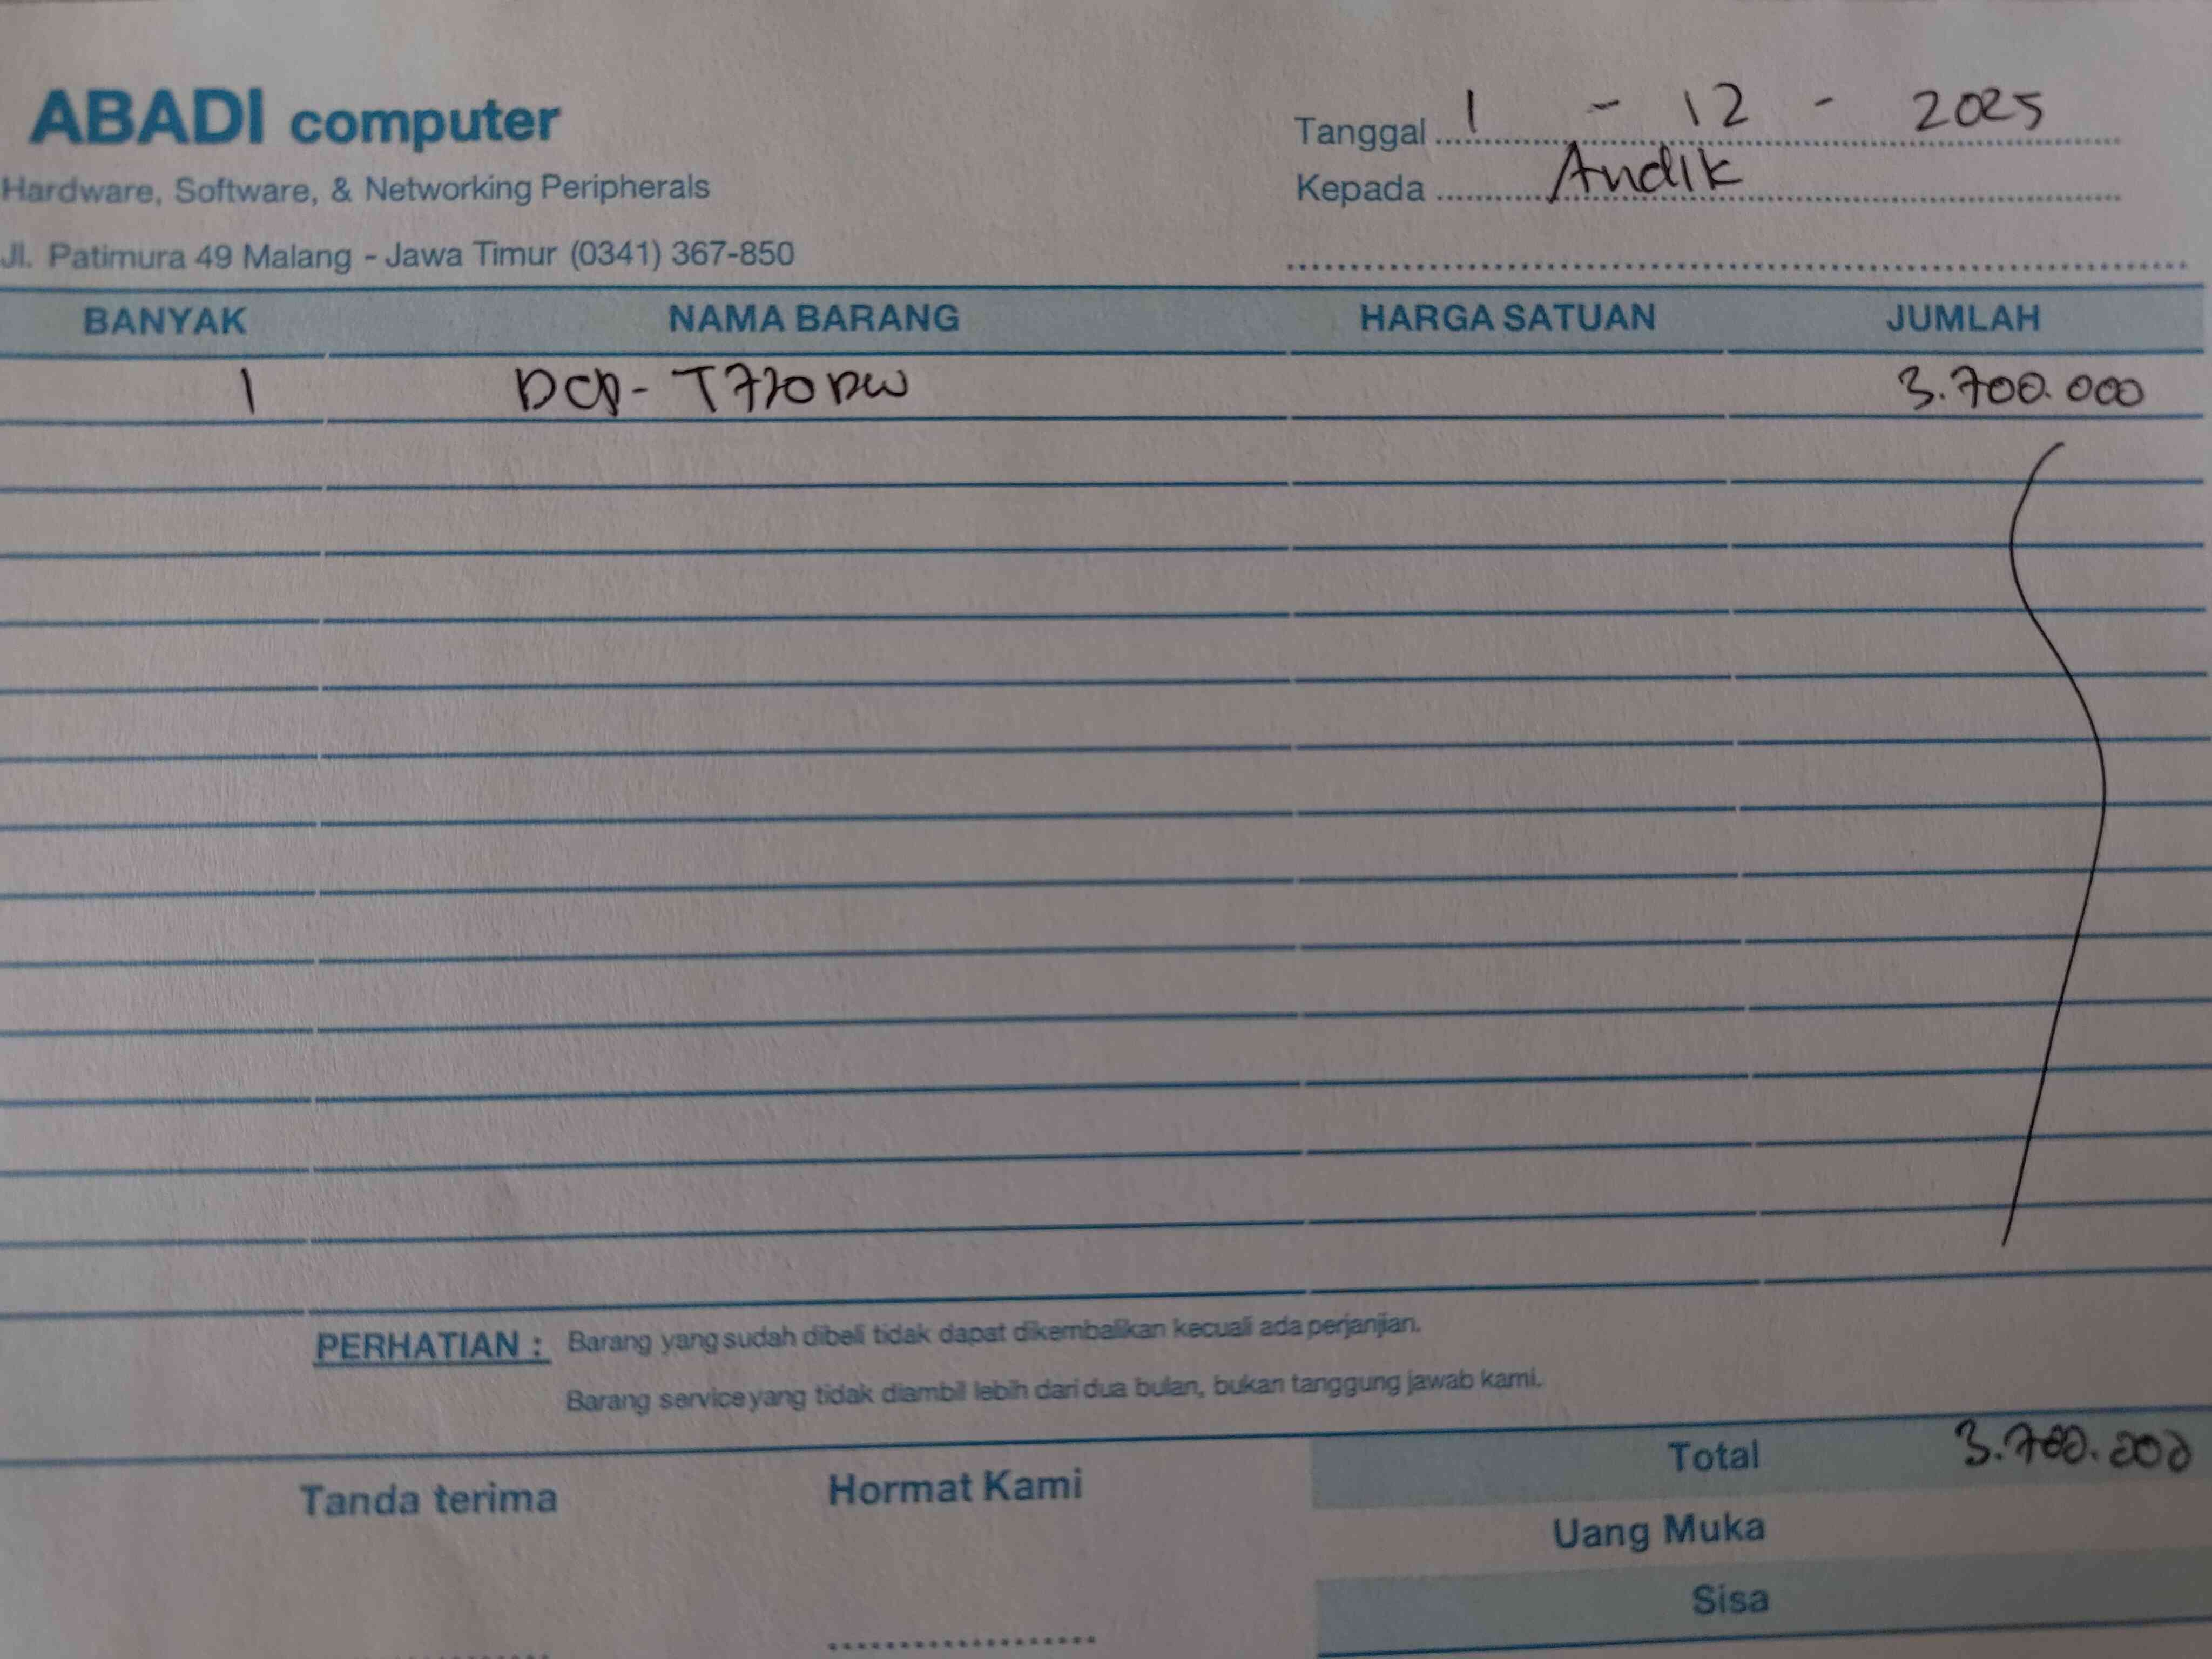 ABADI computer
Tanggal 1 - 12 - 2025
Hardware, Software, & Networking Peripherals
Kepada Andik
Jl. Patimura 49 Malang - Jawa Timur (0341) 367-850
BANYAK NAMA BARANG HARGA SATUAN JUMLAH
1 DCP- T720DW 3.700.000
PERHATIAN : Barang yang sudah dibeli tidak dapat dikembalikan kecuali ada perjanjian.
Barang service yang tidak diambil lebih dari dua bulan, bukan tanggung jawab kami.
Tanda terima Hormat Kami Total 3.700.000
Uang Muka
Sisa